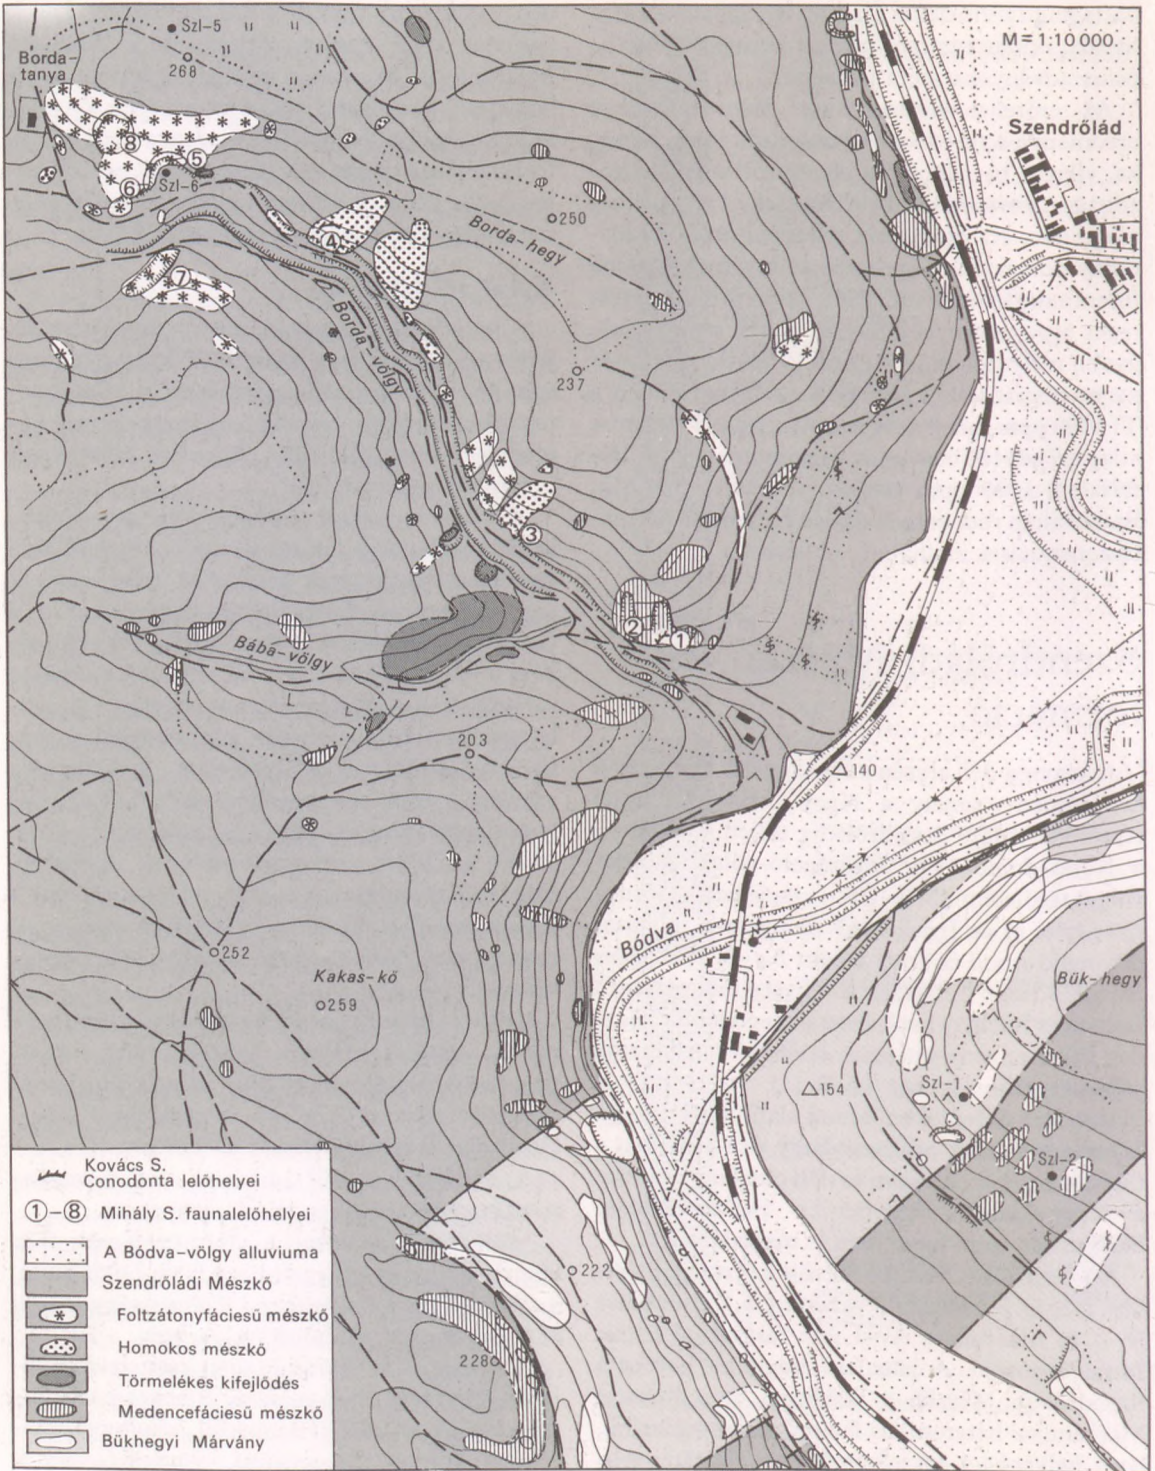 Szl-5
268
Borda-
tanya
M = 1:10 000.
Szendrőlád
8
5
6
Szl-6
4
250
Borda-hegy
7
Borda-völgy
237
3
2
1
Bába-völgy
203
140
Bódva
252
Kakas-kő
259
Bük-hegy
Szl-1
154
Szl-2
222
228
Kovács S.
Conodonta lelőhelyei
①–⑧ Mihály S. faunalelőhelyei
A Bódva-völgy alluviuma
Szendrőládi Mészkő
Foltzátonyfáciesű mészkő
Homokos mészkő
Törmelékes kifejlődés
Medencefáciesű mészkő
Bükhegyi Márvány